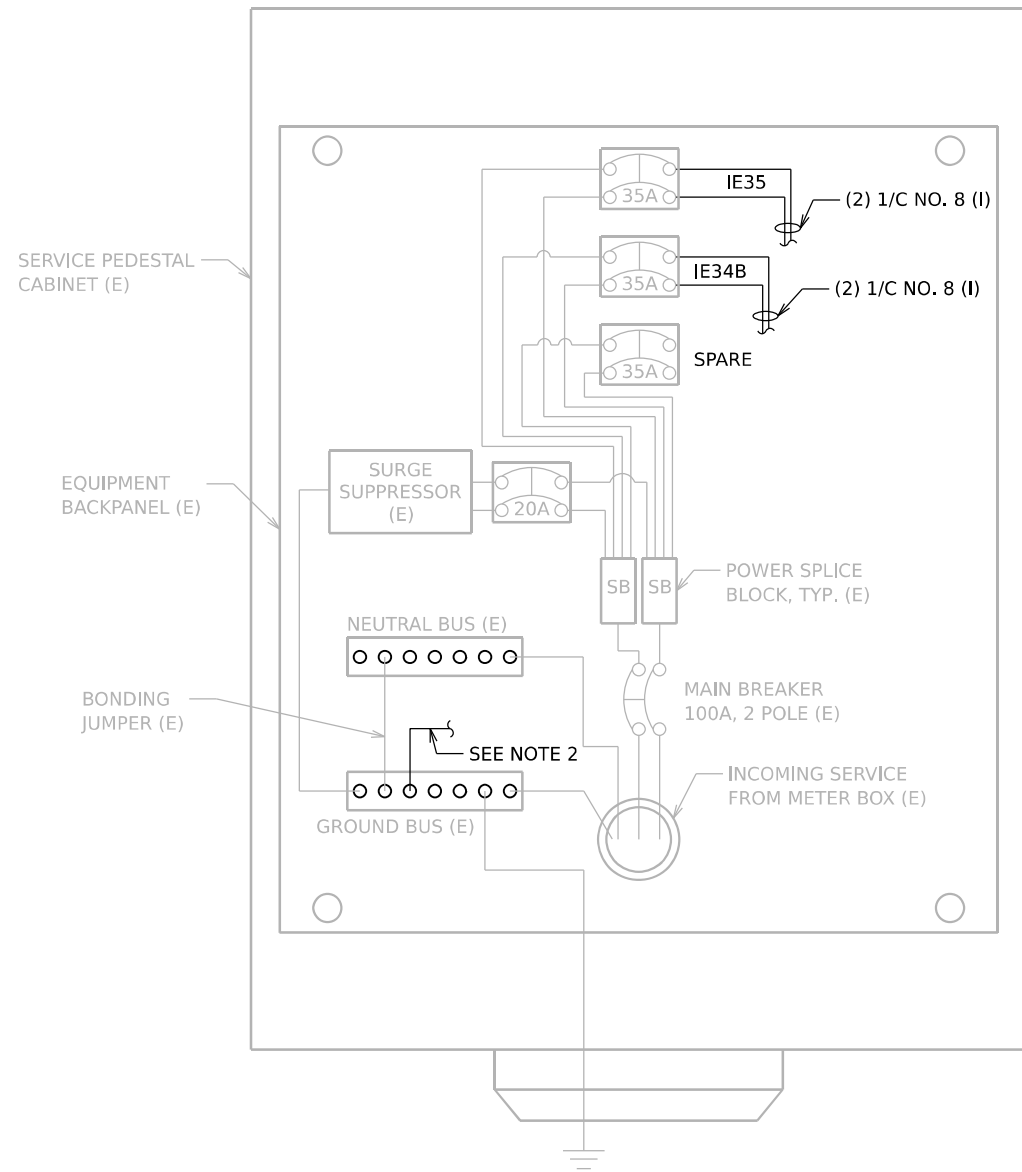 IE35
35A
(2) 1/C NO. 8 (I)
SERVICE PEDESTAL
CABINET (E)
IE34B
35A
(2) 1/C NO. 8 (I)
SPARE
35A
EQUIPMENT
BACKPANEL (E)
SURGE
SUPPRESSOR
(E)
20A
SB
SB
POWER SPLICE
BLOCK, TYP. (E)
NEUTRAL BUS (E)
BONDING
JUMPER (E)
MAIN BREAKER
100A, 2 POLE (E)
SEE NOTE 2
INCOMING SERVICE
FROM METER BOX (E)
GROUND BUS (E)